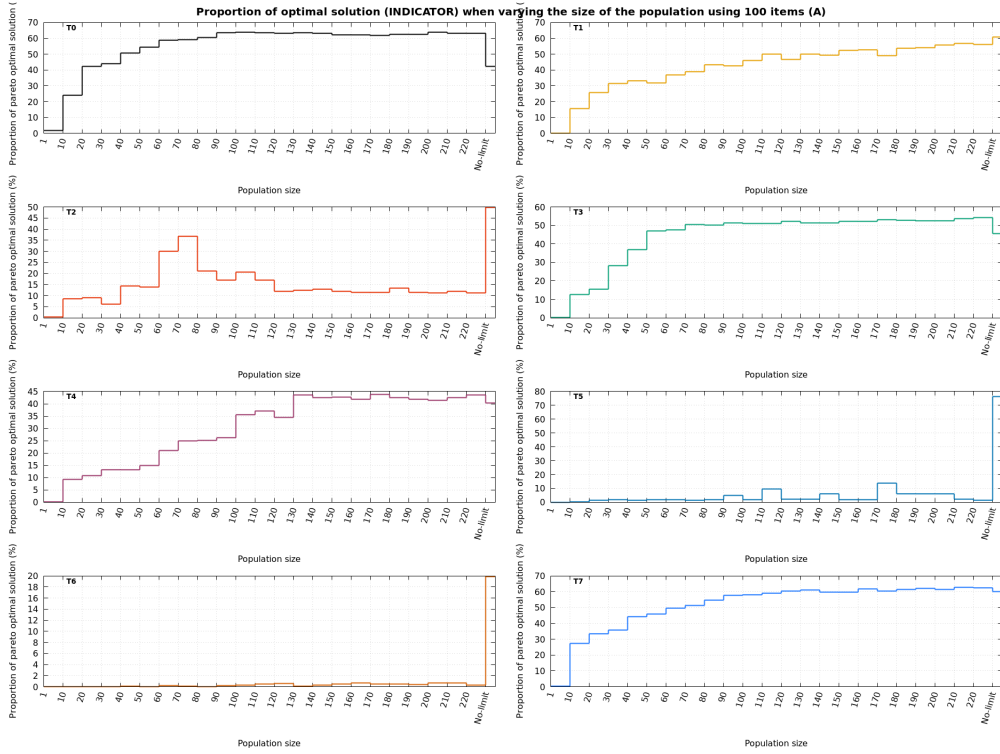 Proportion of optimal solution (INDICATOR) when varying the size of the population using 100 items (A)
T0
Proportion of pareto optimal solution (
70
60
50
40
30
20
10
0
1 10 20 30 40 50 60 70 80 90 100 110 120 130 140 150 160 170 180 190 200 210 220 No-limit
Population size
T1
Proportion of pareto optimal solution (%)
70
60
50
40
30
20
10
0
1 10 20 30 40 50 60 70 80 90 100 110 120 130 140 150 160 170 180 190 200 210 220 No-limit
Population size
T2
Proportion of pareto optimal solution (%)
50
45
40
35
30
25
20
15
10
5
0
1 10 20 30 40 50 60 70 80 90 100 110 120 130 140 150 160 170 180 190 200 210 220 No-limit
Population size
T3
Proportion of pareto optimal solution (%)
60
50
40
30
20
10
0
1 10 20 30 40 50 60 70 80 90 100 110 120 130 140 150 160 170 180 190 200 210 220 No-limit
Population size
T4
Proportion of pareto optimal solution (%)
45
40
35
30
25
20
15
10
5
0
1 10 20 30 40 50 60 70 80 90 100 110 120 130 140 150 160 170 180 190 200 210 220 No-limit
Population size
T5
Proportion of pareto optimal solution (%)
80
70
60
50
40
30
20
10
0
1 10 20 30 40 50 60 70 80 90 100 110 120 130 140 150 160 170 180 190 200 210 220 No-limit
Population size
T6
Proportion of pareto optimal solution (%)
20
18
16
14
12
10
8
6
4
2
0
1 10 20 30 40 50 60 70 80 90 100 110 120 130 140 150 160 170 180 190 200 210 220 No-limit
Population size
T7
Proportion of pareto optimal solution (%)
70
60
50
40
30
20
10
0
1 10 20 30 40 50 60 70 80 90 100 110 120 130 140 150 160 170 180 190 200 210 220 No-limit
Population size